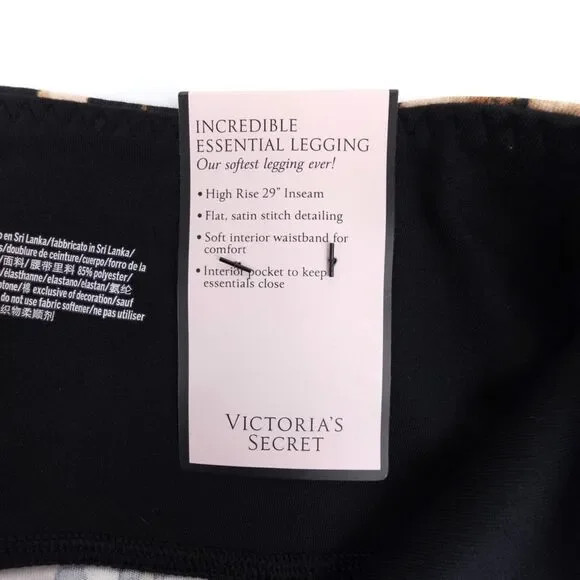 INCREDIBLE
ESSENTIAL LEGGING
Our softest legging ever!
• High Rise 29" Inseam
• Flat, satin stitch detailing
• Soft interior waistband for
comfort
• Interior pocket to keep
essentials close
VICTORIA'S
SECRET
en Sri Lanka/fabbricato in Sri Lanka/
/doublure de ceinture/cuerpo/forro de la
/面料/腰带里料 85% polyester/
/élasthanne/elastano/elastan/氨纶
exclusive of decoration/sauf
do not use fabric softener/ne pas utiliser
织物柔顺剂